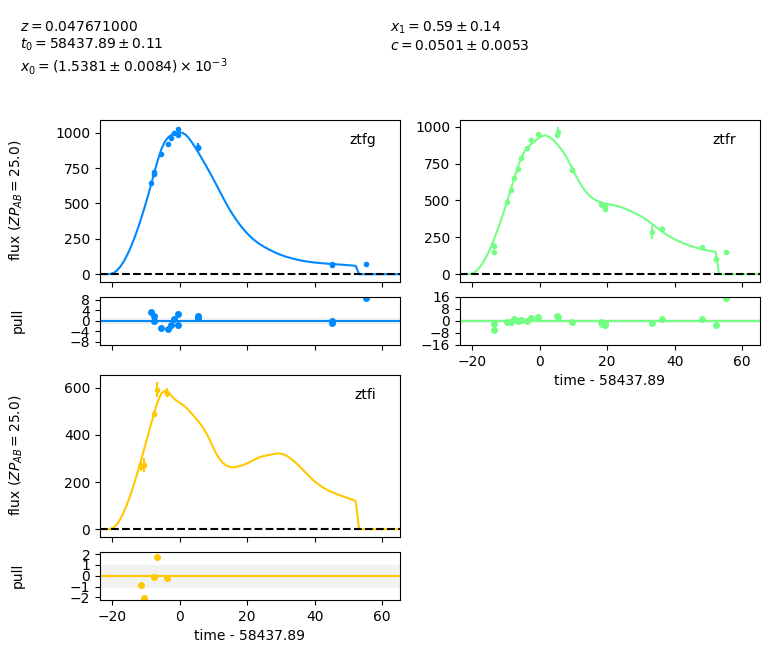 z = 0.047671000
t₀ = 58437.89 ± 0.11
x₀ = (1.5381 ± 0.0084) × 10⁻³
x₁ = 0.59 ± 0.14
c = 0.0501 ± 0.0053
flux (ZP_AB = 25.0)
1000
750
500
250
0
ztfg
1000
750
500
250
0
ztfr
pull
8
4
0
−4
−8
16
8
0
−8
−16
−20
0
20
40
60
time - 58437.89
flux (ZP_AB = 25.0)
600
400
200
0
ztfi
pull
2
1
0
−1
−2
−20
0
20
40
60
time - 58437.89